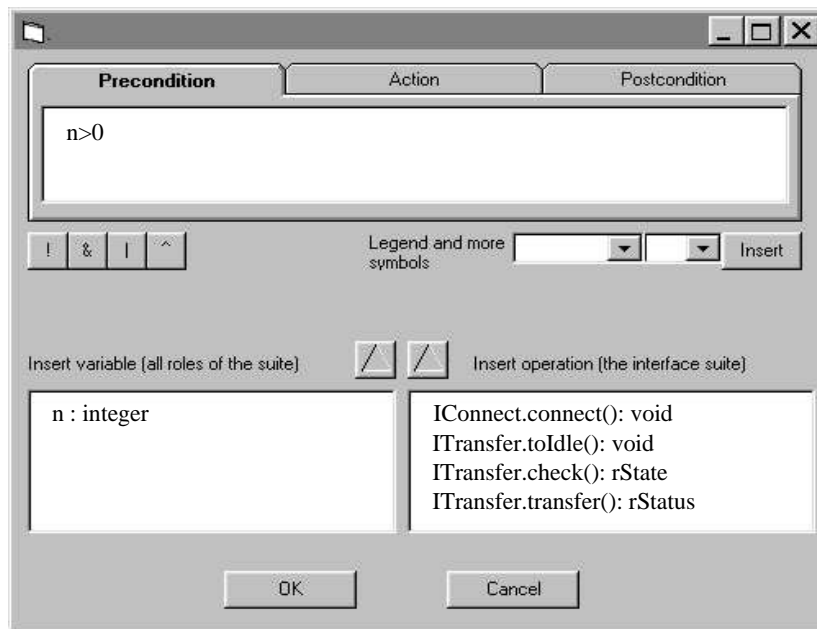 Precondition Action Postcondition
n>0
! & | ^ Legend and more symbols Insert
Insert variable (all roles of the suite) Insert operation (the interface suite)
n : integer
IConnect.connect(): void
ITransfer.toIdle(): void
ITransfer.check(): rState
ITransfer.transfer(): rStatus
OK Cancel